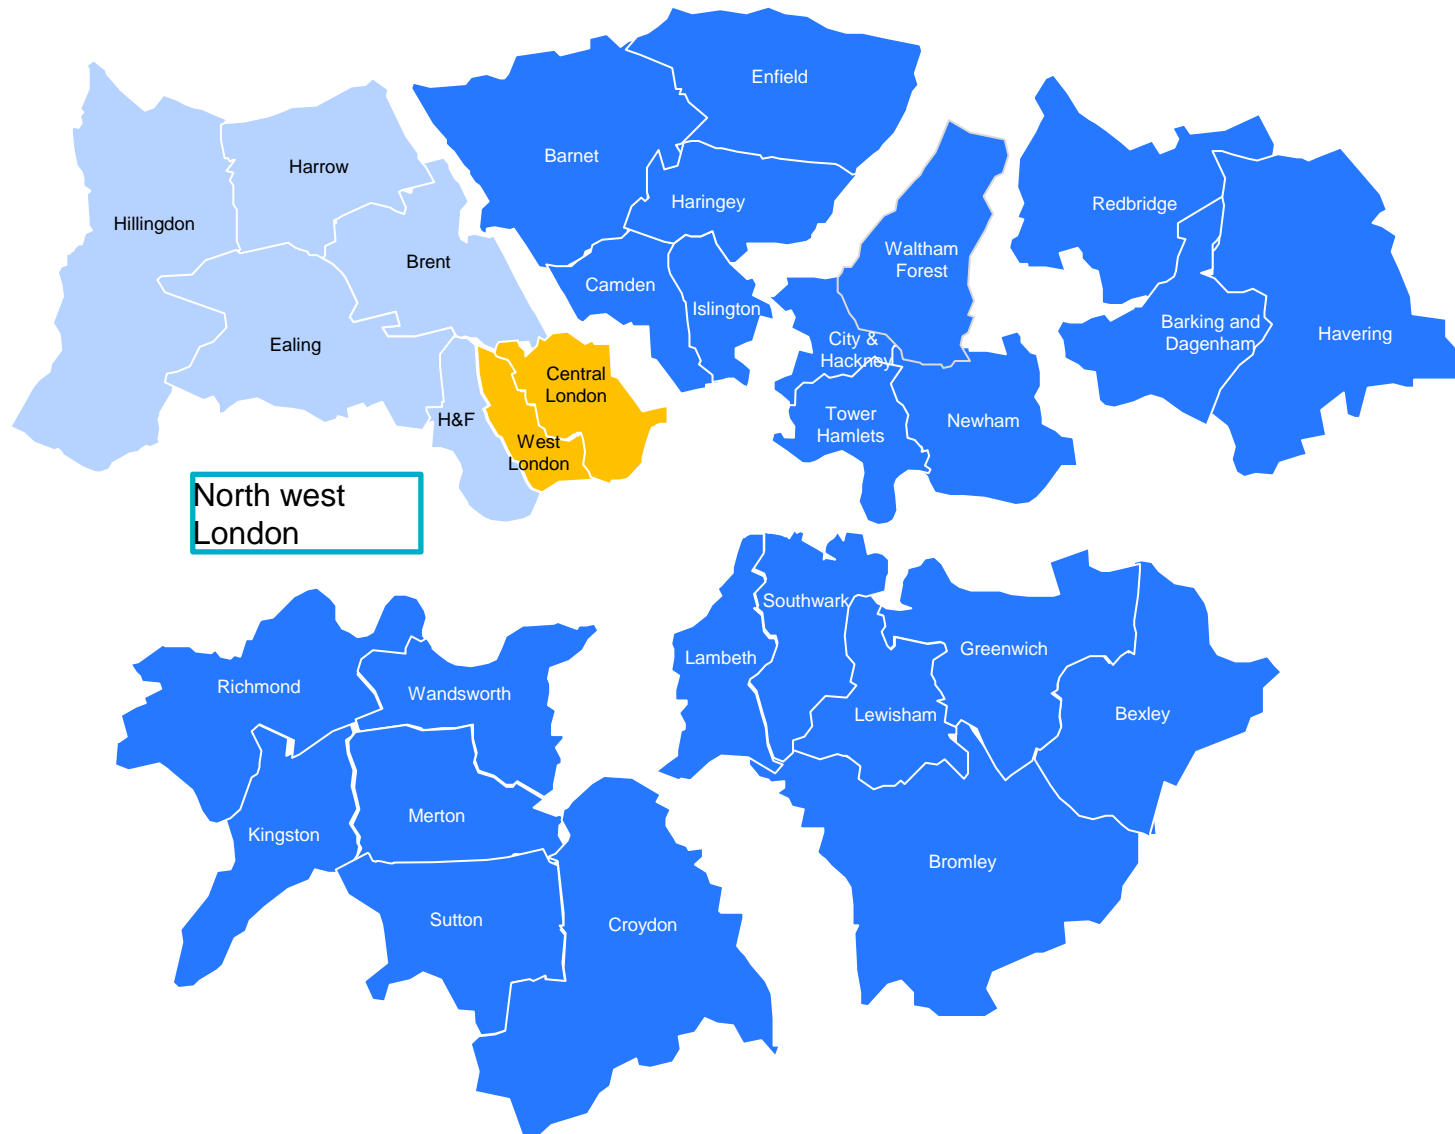 Enfield
Barnet
Harrow
Haringey
Redbridge
Hillingdon
Waltham
Forest
Brent
Camden
Islington
City &
Hackney
Barking and
Dagenham
Havering
Ealing
Central
London
H&F
West
London
Tower
Hamlets
Newham
North west
London
Southwark
Lambeth
Greenwich
Richmond
Wandsworth
Lewisham
Bexley
Merton
Kingston
Bromley
Sutton
Croydon